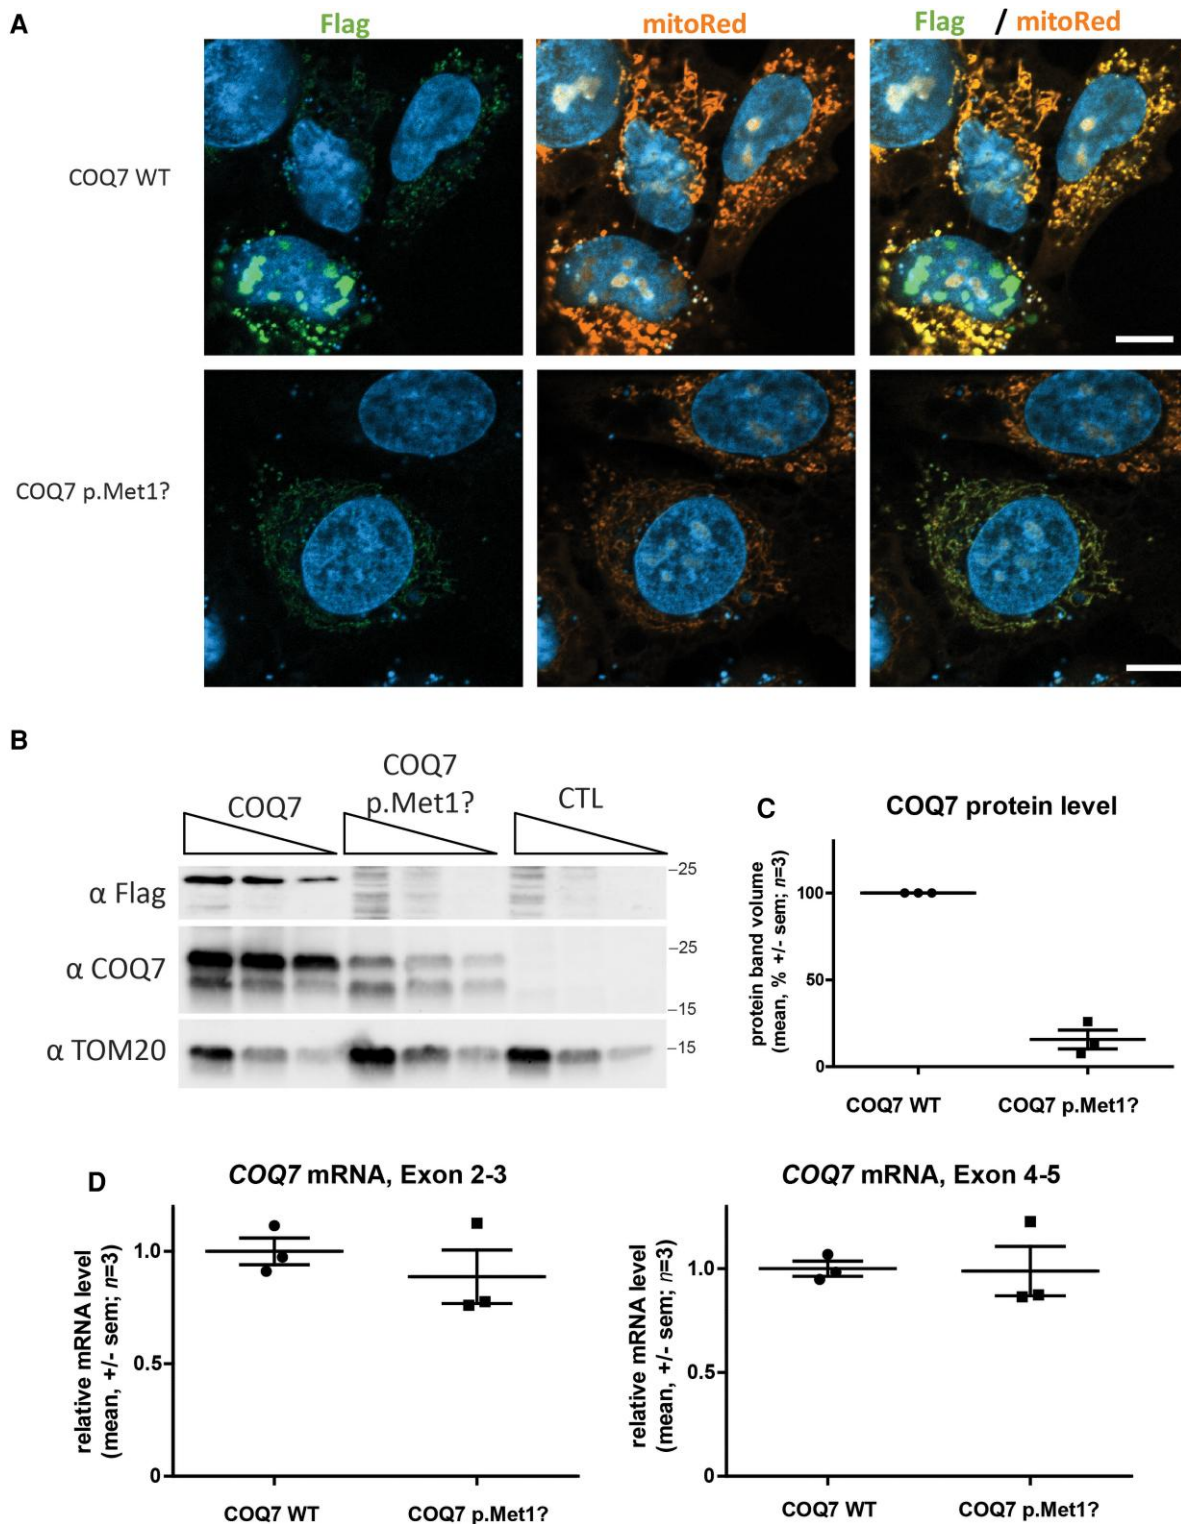 A
Flag
mitoRed
Flag / mitoRed
COQ7 WT
COQ7 p.Met1?
B
COQ7
COQ7
p.Met1?
CTL
α Flag
–25
α COQ7
–25
–15
α TOM20
–15
C
COQ7 protein level
protein band volume
(mean, % +/- sem; n=3)
100
50
0
COQ7 WT
COQ7 p.Met1?
D
COQ7 mRNA, Exon 2-3
relative mRNA level
(mean, +/- sem; n=3)
1.0
0.5
0
COQ7 WT
COQ7 p.Met1?
COQ7 mRNA, Exon 4-5
relative mRNA level
(mean, +/- sem; n=3)
1.0
0.5
0
COQ7 WT
COQ7 p.Met1?